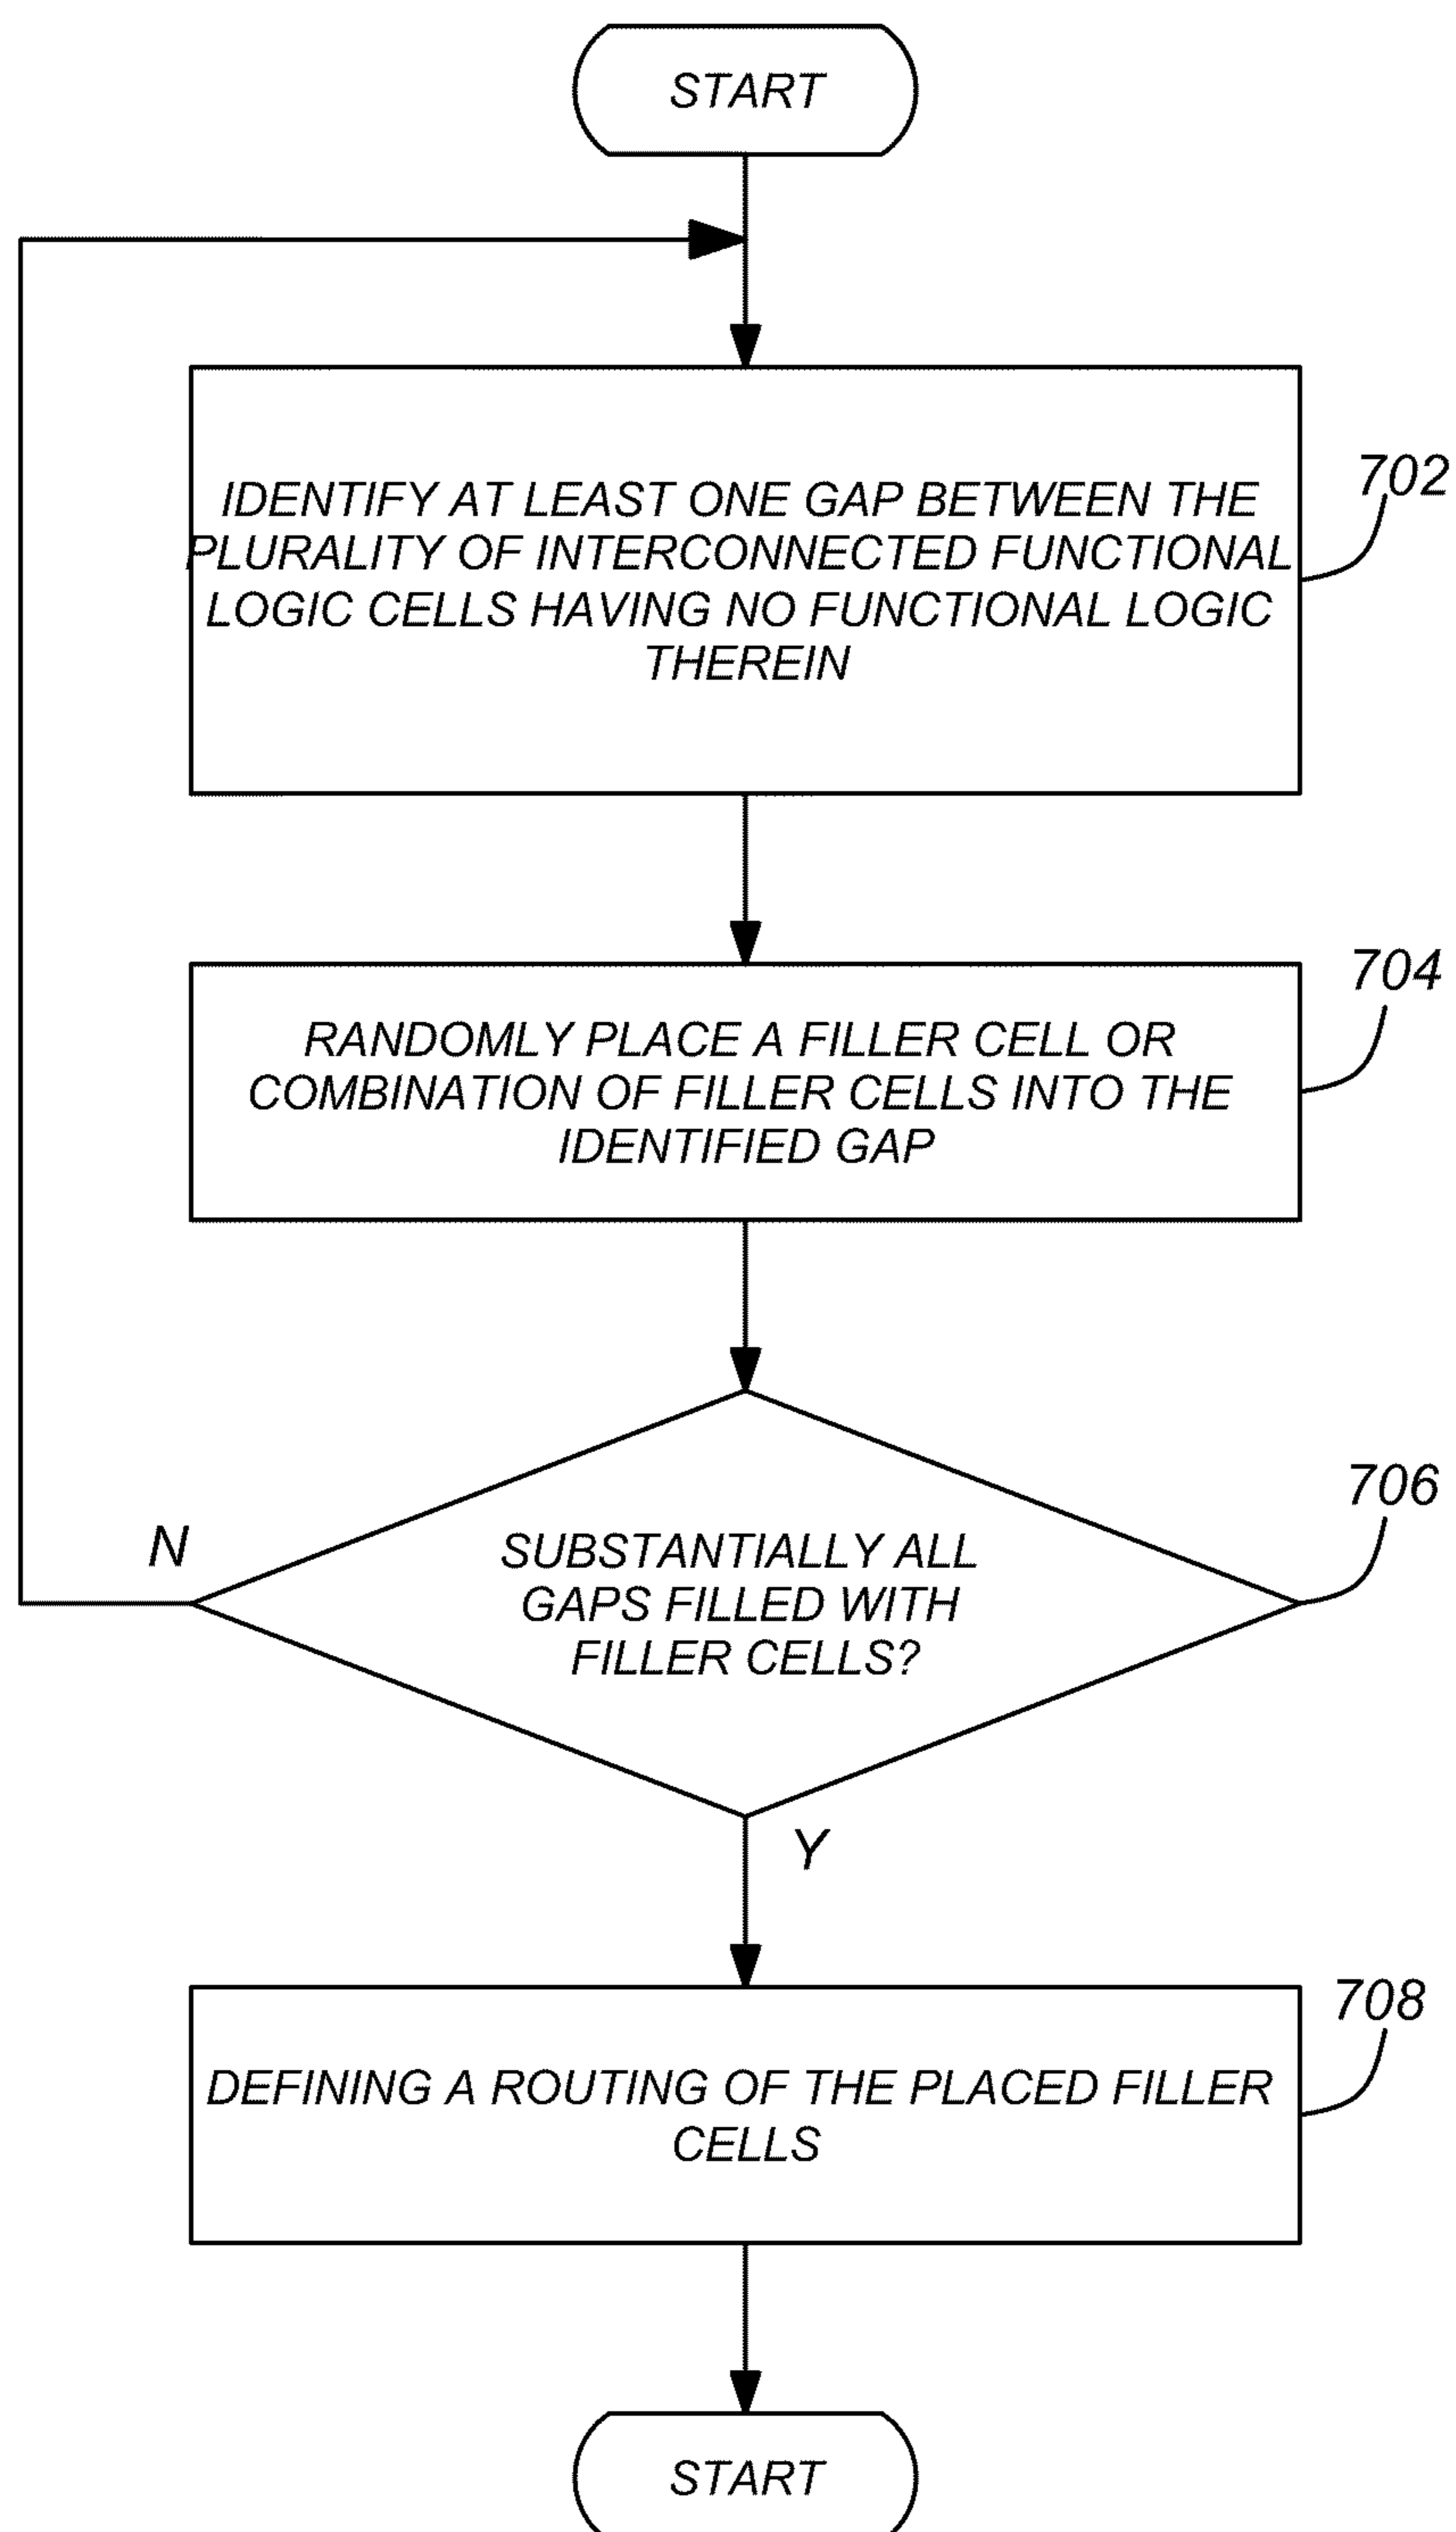 START
IDENTIFY AT LEAST ONE GAP BETWEEN THE
PLURALITY OF INTERCONNECTED FUNCTIONAL
LOGIC CELLS HAVING NO FUNCTIONAL LOGIC
THEREIN
702
RANDOMLY PLACE A FILLER CELL OR
COMBINATION OF FILLER CELLS INTO THE
IDENTIFIED GAP
704
SUBSTANTIALLY ALL
GAPS FILLED WITH
FILLER CELLS?
706
N
Y
DEFINING A ROUTING OF THE PLACED FILLER
CELLS
708
START